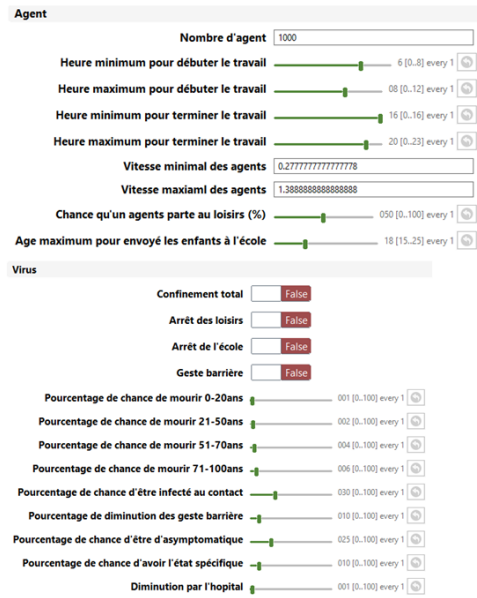 Agent
Nombre d'agent 1000
Heure minimum pour débuter le travail 6 [0..8] every 1
Heure maximum pour débuter le travail 08 [0..12] every 1
Heure minimum pour terminer le travail 16 [0..16] every 1
Heure maximum pour terminer le travail 20 [0..23] every 1
Vitesse minimal des agents 0.2777777777777778
Vitesse maxiaml des agents 1.3888888888888888
Chance qu'un agents parte au loisirs (%) 050 [0..100] every 1
Age maximum pour envoyé les enfants à l'école 18 [15..25] every 1
Virus
Confinement total False
Arrêt des loisirs False
Arrêt de l'école False
Geste barrière False
Pourcentage de chance de mourir 0-20ans 001 [0..100] every 1
Pourcentage de chance de mourir 21-50ans 002 [0..100] every 1
Pourcentage de chance de mourir 51-70ans 004 [0..100] every 1
Pourcentage de chance de mourir 71-100ans 006 [0..100] every 1
Pourcentage de chance d'être infecté au contact 030 [0..100] every 1
Pourcentage de diminution des geste barrière 010 [0..100] every 1
Pourcentage de chance d'être d'asymptomatique 025 [0..100] every 1
Pourcentage de chance d'avoir l'état spécifique 010 [0..100] every 1
Diminution par l'hopital 001 [0..100] every 1